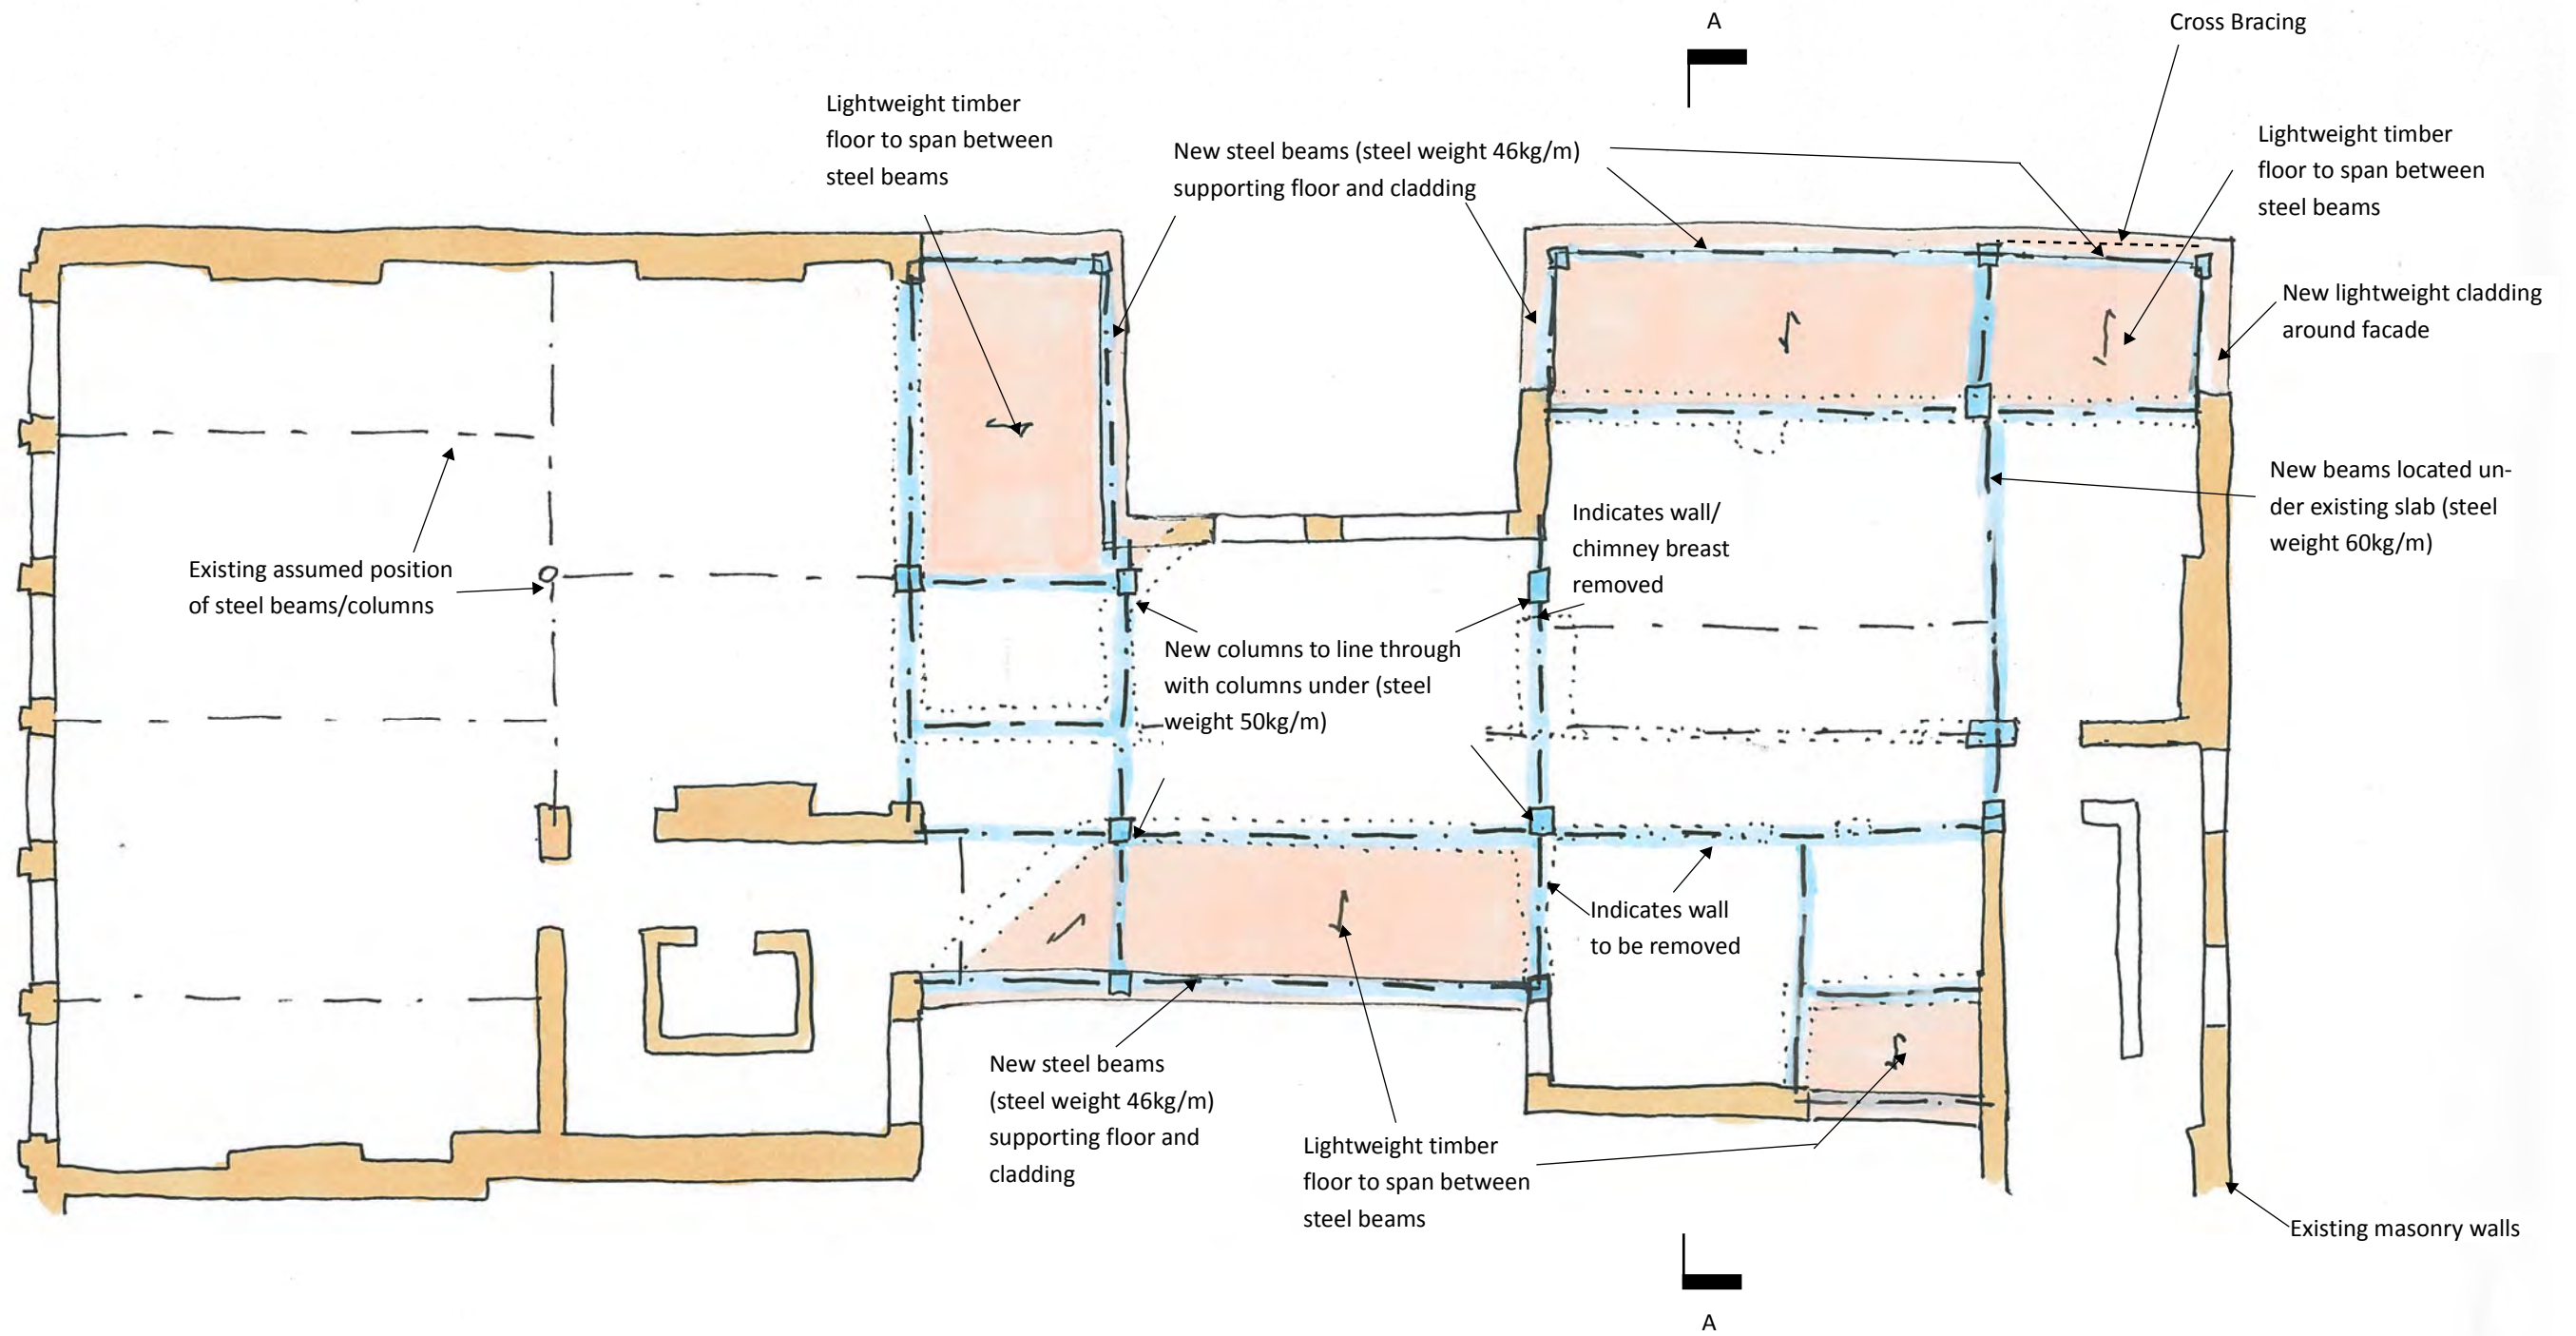 A
Cross Bracing
Lightweight timber
floor to span between
steel beams
New steel beams (steel weight 46kg/m)
supporting floor and cladding
Lightweight timber
floor to span between
steel beams
New lightweight cladding
around facade
New beams located un-
der existing slab (steel
weight 60kg/m)
Indicates wall/
chimney breast
removed
Existing assumed position
of steel beams/columns
New columns to line through
with columns under (steel
weight 50kg/m)
Indicates wall
to be removed
New steel beams
(steel weight 46kg/m)
supporting floor and
cladding
Lightweight timber
floor to span between
steel beams
Existing masonry walls
A